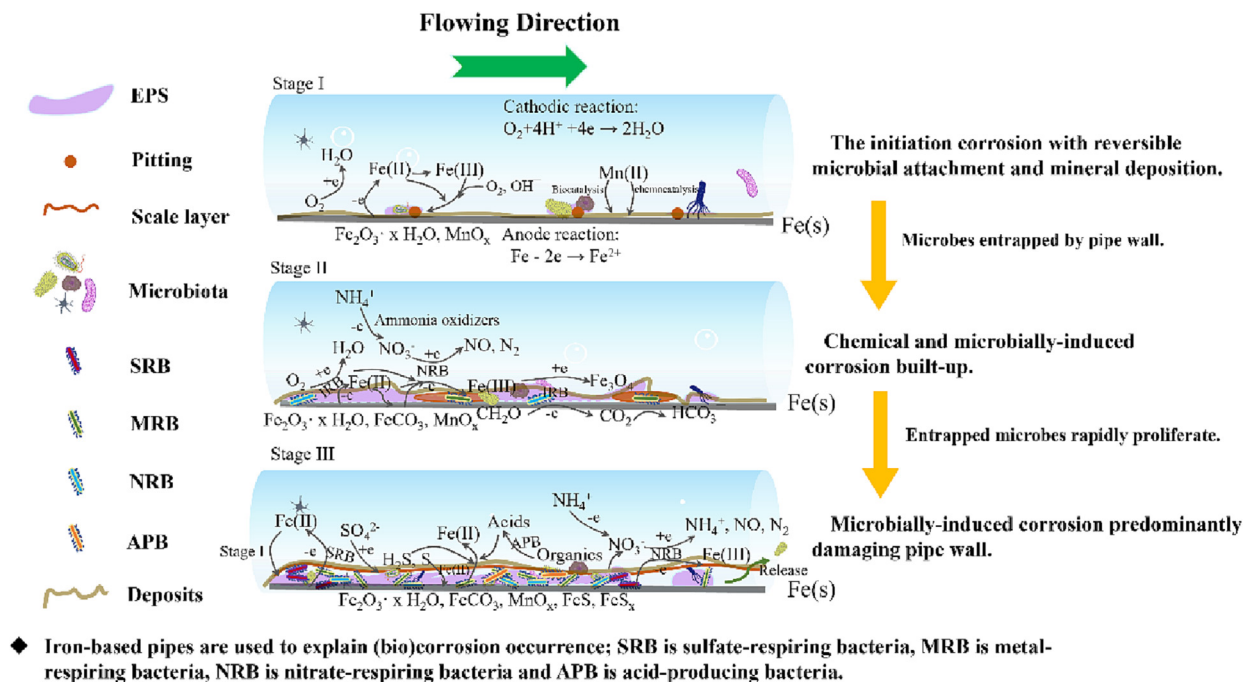 Flowing Direction
EPS
Pitting
Scale layer
Microbiota
SRB
MRB
NRB
APB
Deposits
Stage I
Cathodic reaction:
O₂+4H⁺ +4e → 2H₂O
H₂O
+e
O₂
Fe(II)
-e
Fe(III)
O₂, OH⁻
Mn(II)
Biocatalysis
chemocatalysis
Fe(s)
Fe₂O₃· x H₂O, MnOₓ
Anode reaction:
Fe - 2e → Fe²⁺
Stage II
-e
Ammonia oxidizers
H₂O
NO₃⁻
+e
NO, N₂
O₂
+e
IRB
Fe(II)
-e
NRB
-e
Fe(III)
+e
IRB
Fe₃O₄
Fe₂O₃· x H₂O, FeCO₃, MnOₓ
CH₂O
-e
CO₂
HCO₃⁻
Fe(s)
Stage III
Stage I
Fe(II)
-e
SRB
SO₄²⁻
+e
H₂S, S
Fe(II)
Fe(II)
Acids
APB
Organics
-e
NO₃⁻
+e
NRB
NH₄⁺, NO, N₂
Fe(III)
-e
Release
Fe(s)
Fe₂O₃· x H₂O, FeCO₃, MnOₓ, FeS, FeSₓ
The initiation corrosion with reversible
microbial attachment and mineral deposition.
Microbes entrapped by pipe wall.
Chemical and microbially-induced
corrosion built-up.
Entrapped microbes rapidly proliferate.
Microbially-induced corrosion predominantly
damaging pipe wall.
◆ Iron-based pipes are used to explain (bio)corrosion occurrence; SRB is sulfate-respiring bacteria, MRB is metal-
respiring bacteria, NRB is nitrate-respiring bacteria and APB is acid-producing bacteria.